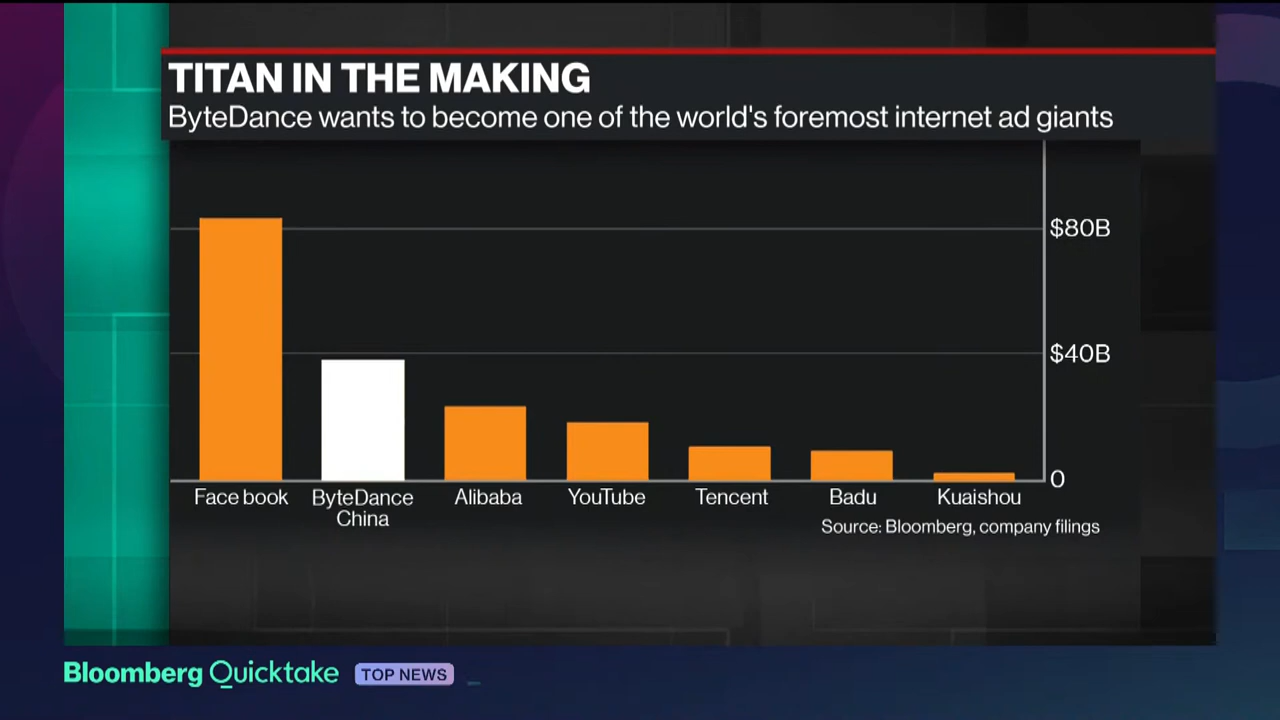 TITAN IN THE MAKING
ByteDance wants to become one of the world's foremost internet ad giants
$80B
$40B
0
Face book
ByteDance
China
Alibaba
YouTube
Tencent
Badu
Kuaishou
Source: Bloomberg, company filings
Bloomberg Quicktake TOP NEWS